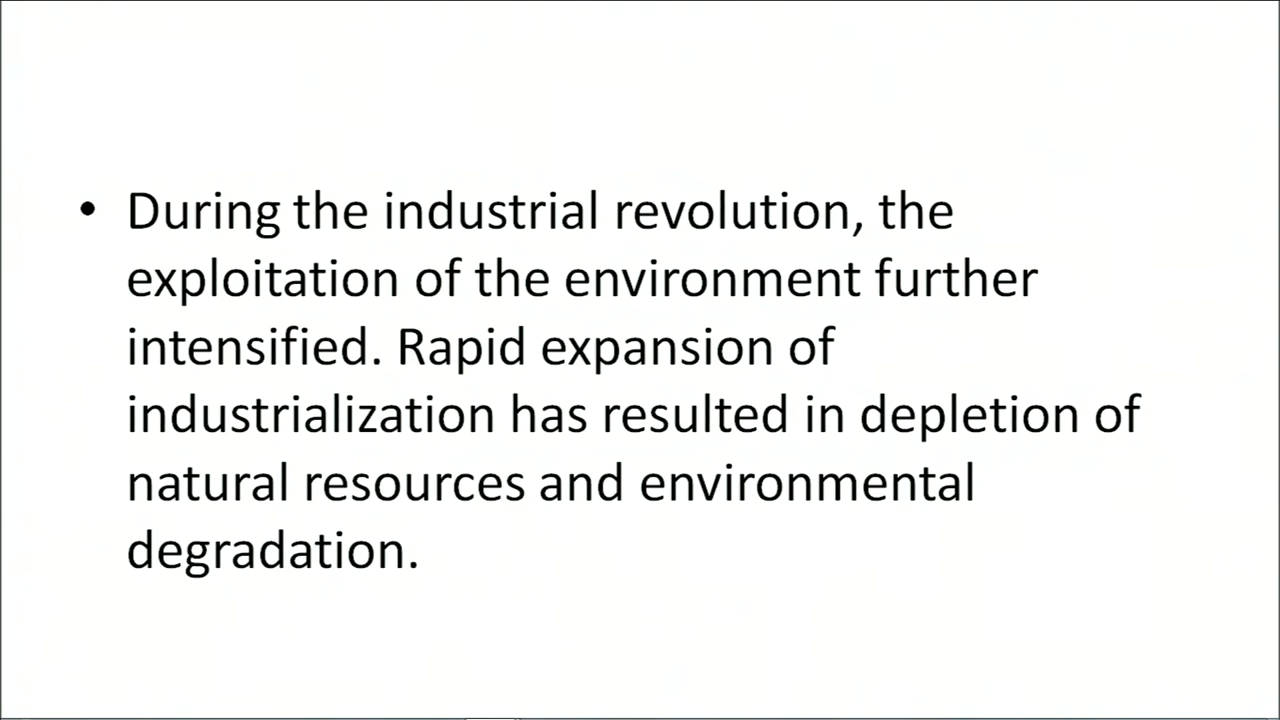 • During the industrial revolution, the
exploitation of the environment further
intensified. Rapid expansion of
industrialization has resulted in depletion of
natural resources and environmental
degradation.